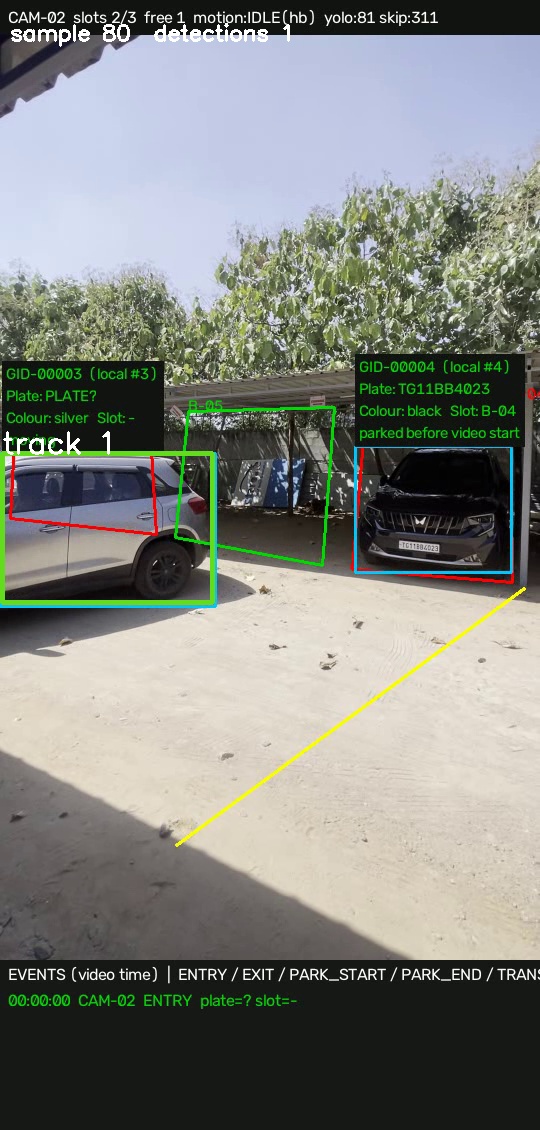 CAM-02 slots 2/3 free 1 motion:IDLE(hb) yolo:81 skip:311
sample 80 detections 1
GID-00003 (local #3)
Plate: PLATE?
Colour: silver Slot: -
track 1
B-05
GID-00004 (local #4)
Plate: TG11BB4023
Colour: black Slot: B-04
parked before video start
TG11BB4023
EVENTS (video time) | ENTRY / EXIT / PARK_START / PARK_END / TRANS
00:00:00 CAM-02 ENTRY plate=? slot=-